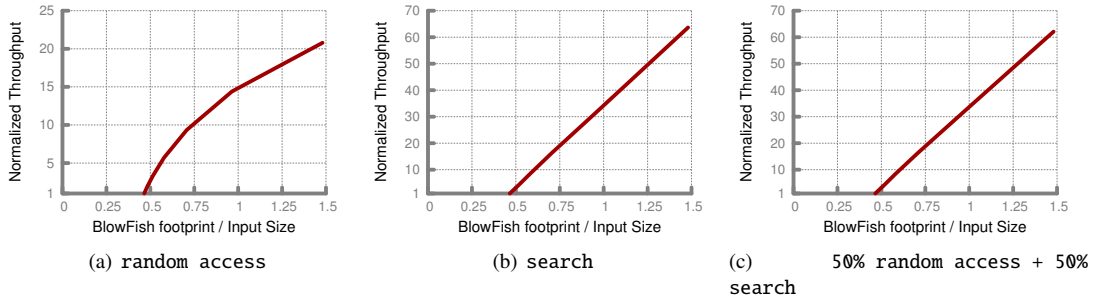 25
20
15
10
5
1
0 0.25 0.5 0.75 1 1.25 1.5
Normalized Throughput
BlowFish footprint / Input Size
(a) random access
70
60
50
40
30
20
10
1
0 0.25 0.5 0.75 1 1.25 1.5
Normalized Throughput
BlowFish footprint / Input Size
(b) search
70
60
50
40
30
20
10
1
0 0.25 0.5 0.75 1 1.25 1.5
Normalized Throughput
BlowFish footprint / Input Size
(c) 50% random access + 50%
search